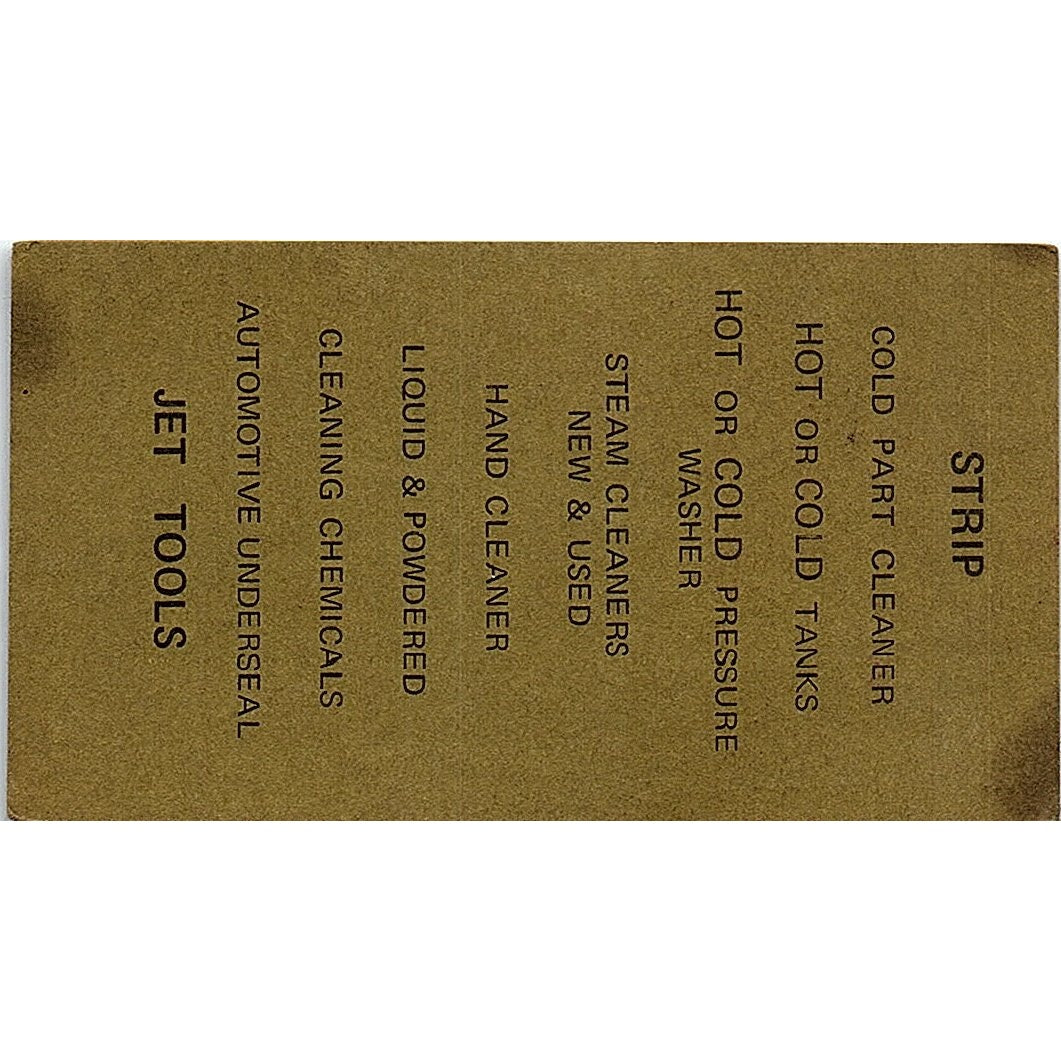 STRIP
COLD PART CLEANER
HOT OR COLD TANKS
HOT OR COLD PRESSURE
WASHER
STEAM CLEANERS
NEW & USED
HAND CLEANER
LIQUID & POWDERED
CLEANING CHEMICALS
AUTOMOTIVE UNDERSEAL
JET TOOLS